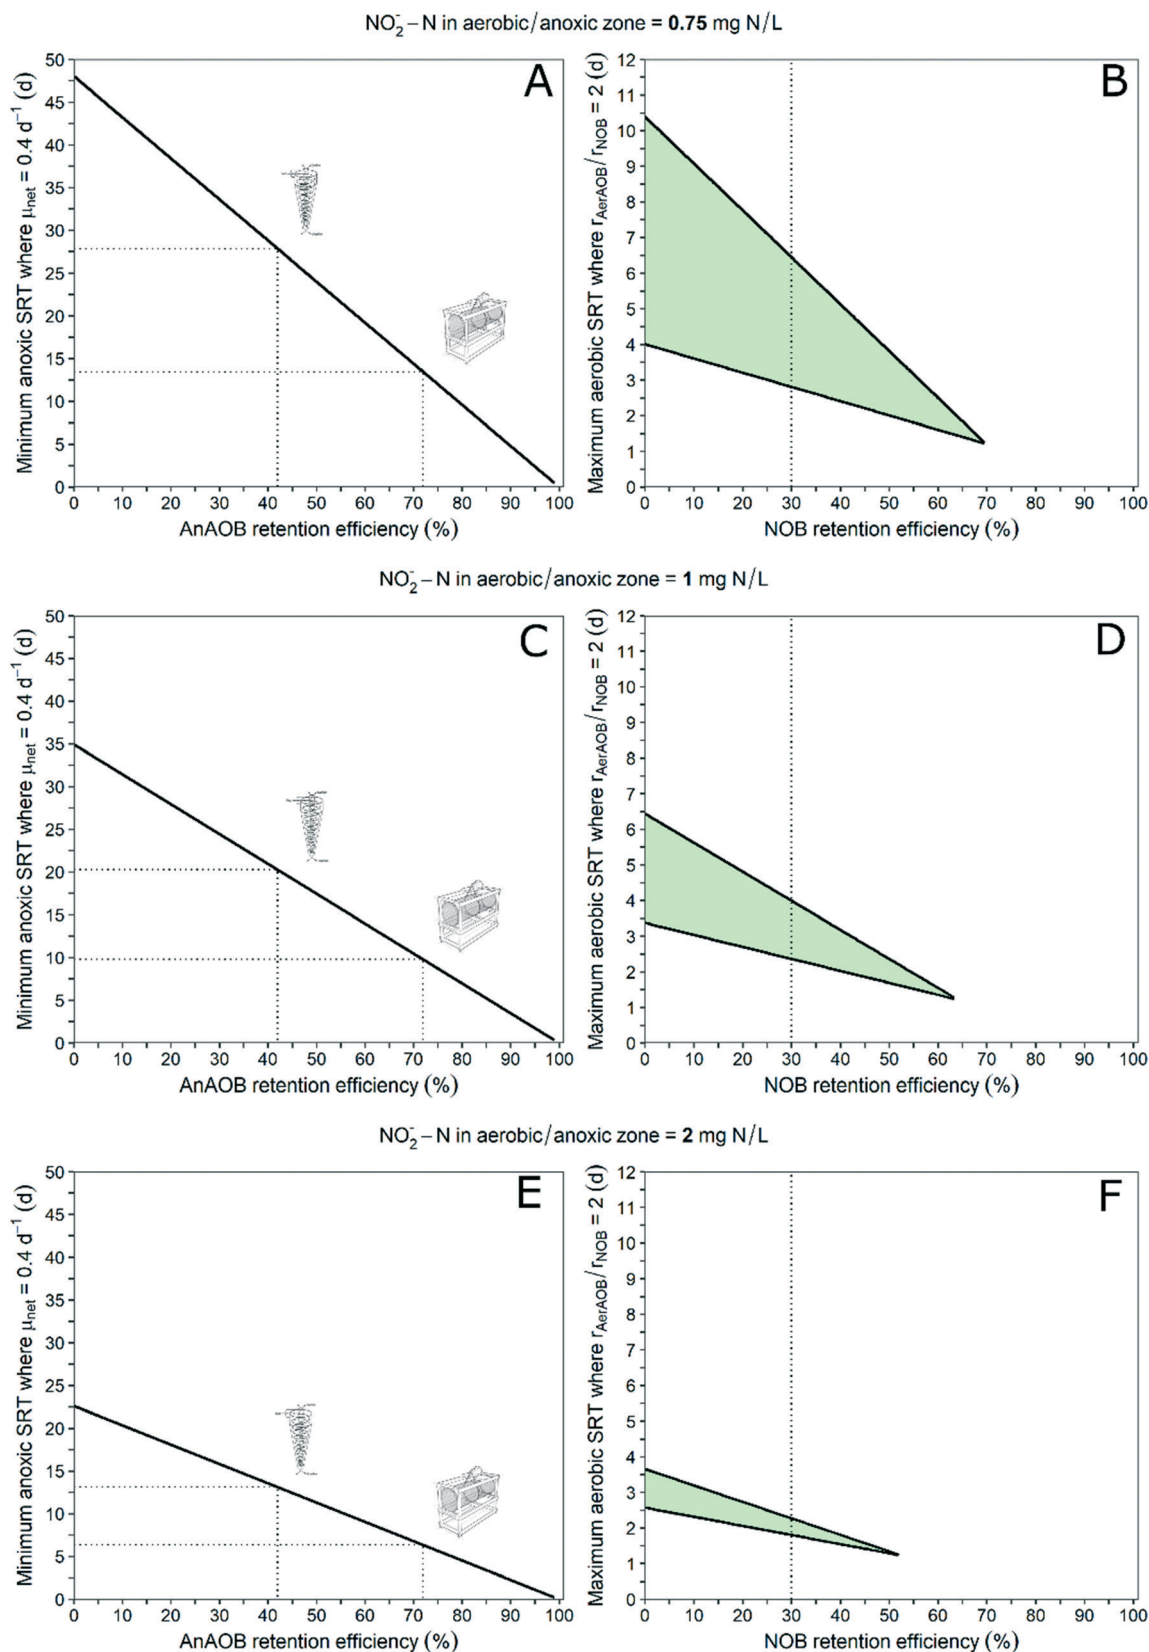 NO₂⁻ – N in aerobic/anoxic zone = 0.75 mg N/L
A
Minimum anoxic SRT where μnet = 0.4 d⁻¹ (d)
50
45
40
35
30
25
20
15
10
5
0
0 10 20 30 40 50 60 70 80 90 100
AnAOB retention efficiency (%)
B
Maximum aerobic SRT where rAerAOB/rNOB = 2 (d)
12
11
10
9
8
7
6
5
4
3
2
1
0
0 10 20 30 40 50 60 70 80 90 100
NOB retention efficiency (%)
NO₂⁻ – N in aerobic/anoxic zone = 1 mg N/L
C
Minimum anoxic SRT where μnet = 0.4 d⁻¹ (d)
50
45
40
35
30
25
20
15
10
5
0
0 10 20 30 40 50 60 70 80 90 100
AnAOB retention efficiency (%)
D
Maximum aerobic SRT where rAerAOB/rNOB = 2 (d)
12
11
10
9
8
7
6
5
4
3
2
1
0
0 10 20 30 40 50 60 70 80 90 100
NOB retention efficiency (%)
NO₂⁻ – N in aerobic/anoxic zone = 2 mg N/L
E
Minimum anoxic SRT where μnet = 0.4 d⁻¹ (d)
50
45
40
35
30
25
20
15
10
5
0
0 10 20 30 40 50 60 70 80 90 100
AnAOB retention efficiency (%)
F
Maximum aerobic SRT where rAerAOB/rNOB = 2 (d)
12
11
10
9
8
7
6
5
4
3
2
1
0
0 10 20 30 40 50 60 70 80 90 100
NOB retention efficiency (%)